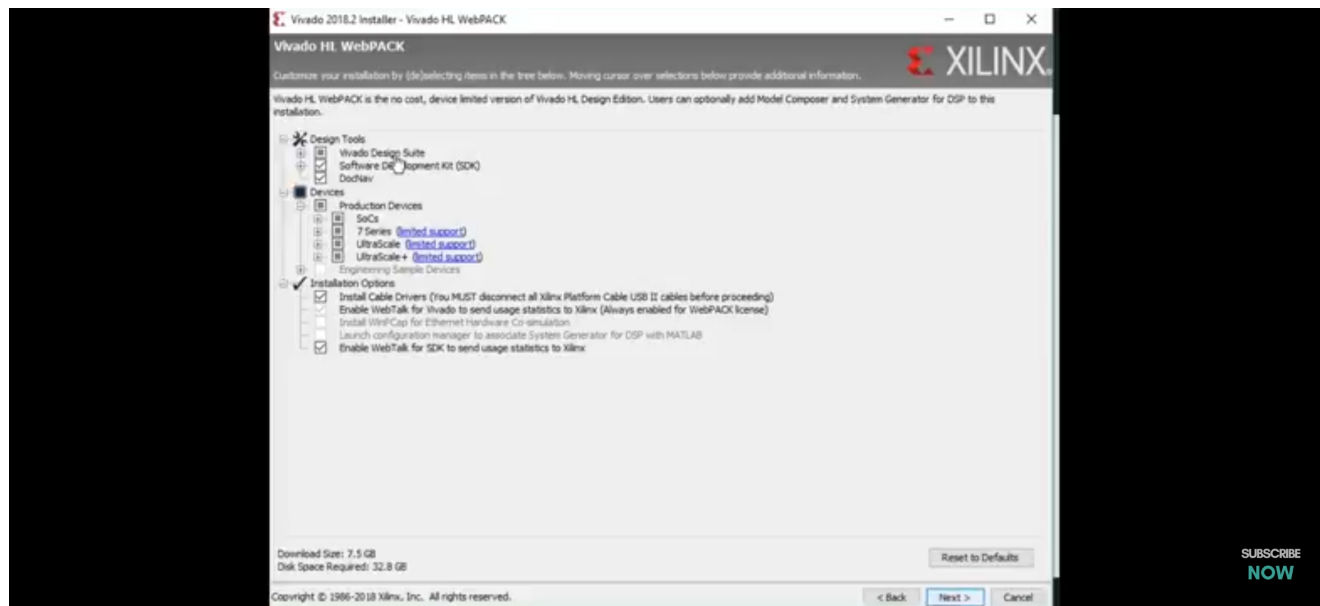 Vivado 2018.2 Installer - Vivado HL WebPACK
Vivado HL WebPACK
XILINX
Customize your installation by (de)selecting items in the tree below. Moving cursor over selections below provide additional information.
Vivado HL WebPACK is the no cost, device limited version of Vivado HL Design Edition. Users can optionally add Model Composer and System Generator for DSP to this
installation.
Design Tools
Vivado Design Suite
Software Development Kit (SDK)
DocNav
Devices
Production Devices
SoCs
7 Series (limited support)
UltraScale (limited support)
UltraScale+ (limited support)
Engineering Sample Devices
Installation Options
Install Cable Drivers (You MUST disconnect all Xilinx Platform Cable USB II cables before proceeding)
Enable WebTalk for Vivado to send usage statistics to Xilinx (Always enabled for WebPACK license)
Install WinPCap for Ethernet Hardware Co-simulation
Launch configuration manager to associate System Generator for DSP with MATLAB
Enable WebTalk for SDK to send usage statistics to Xilinx
Download Size: 7.5 GB
Disk Space Required: 32.8 GB
Reset to Defaults
SUBSCRIBE
NOW
Copyright © 1986-2018 Xilinx, Inc. All rights reserved.
< Back Next > Cancel